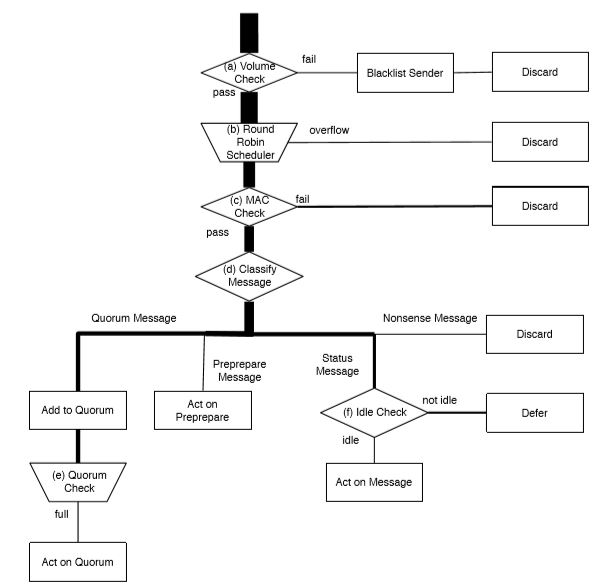 fail
(a) Volume
Check
Blacklist Sender
Discard
pass
(b) Round
Robin
Scheduler
overflow
Discard
(c) MAC
Check
fail
Discard
pass
(d) Classify
Message
Quorum Message
Nonsense Message
Discard
Preprepare
Message
Status
Message
Add to Quorum
Act on
Preprepare
(f) Idle Check
not idle
Defer
idle
(e) Quorum
Check
Act on Message
full
Act on Quorum